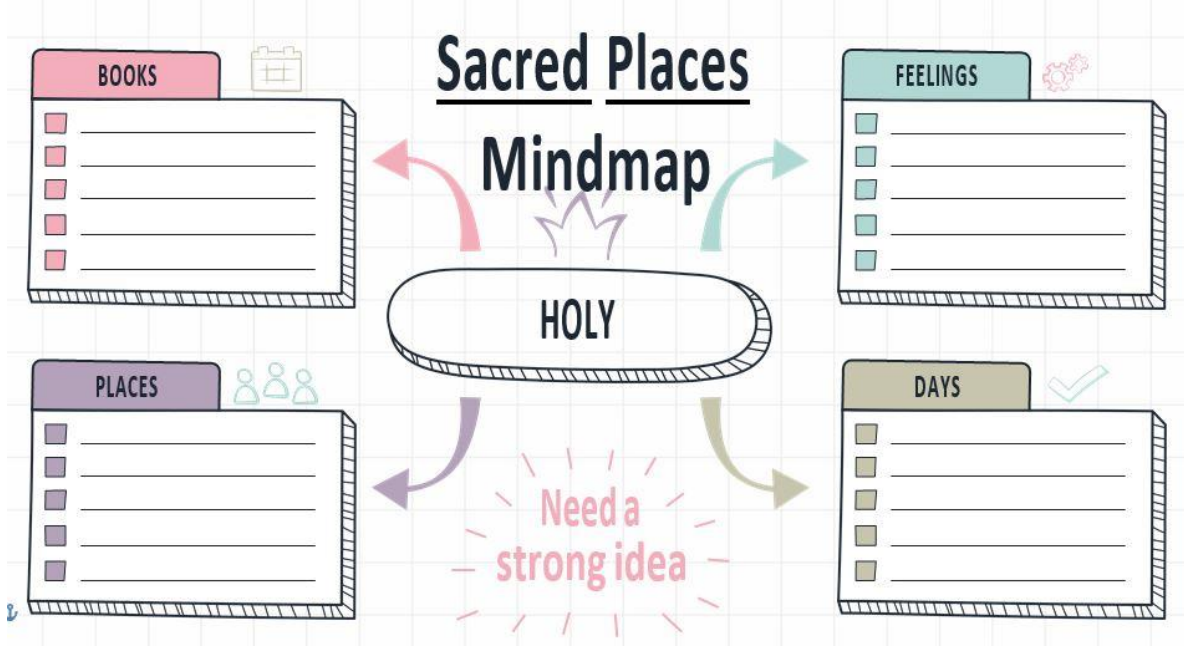 Sacred Places
Mindmap
BOOKS
FEELINGS
HOLY
PLACES
DAYS
Need a
strong idea